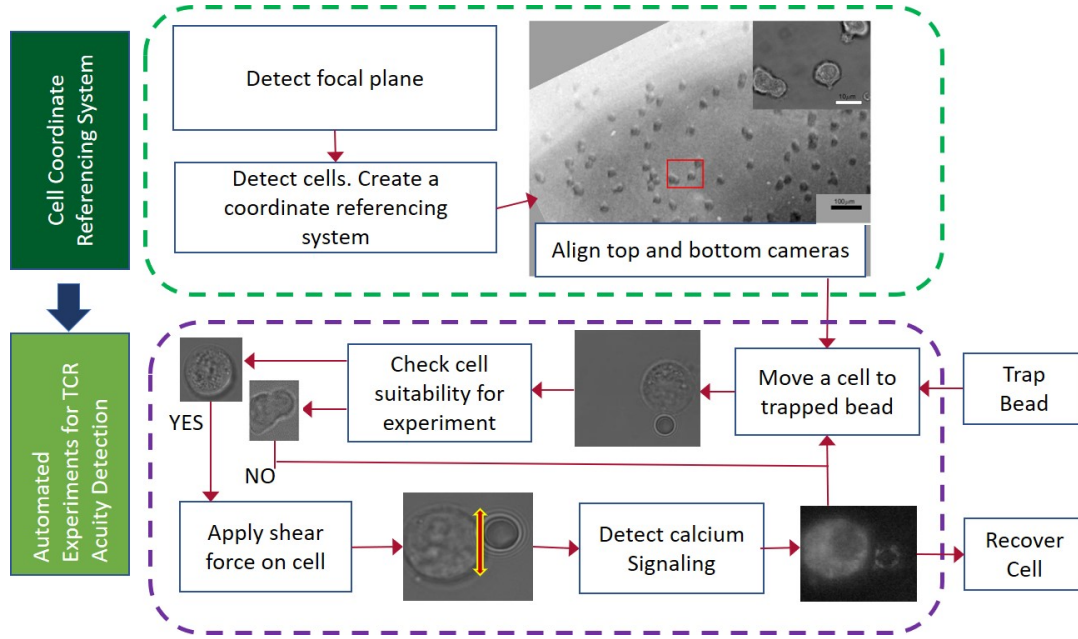 Cell Coordinate
Referencing System
Detect focal plane
10µm
Detect cells. Create a
coordinate referencing
system
100µm
Align top and bottom cameras
Automated
Experiments for TCR
Acuity Detection
Check cell
suitability for
experiment
Move a cell to
trapped bead
Trap
Bead
YES
NO
Apply shear
force on cell
Detect calcium
Signaling
Recover
Cell